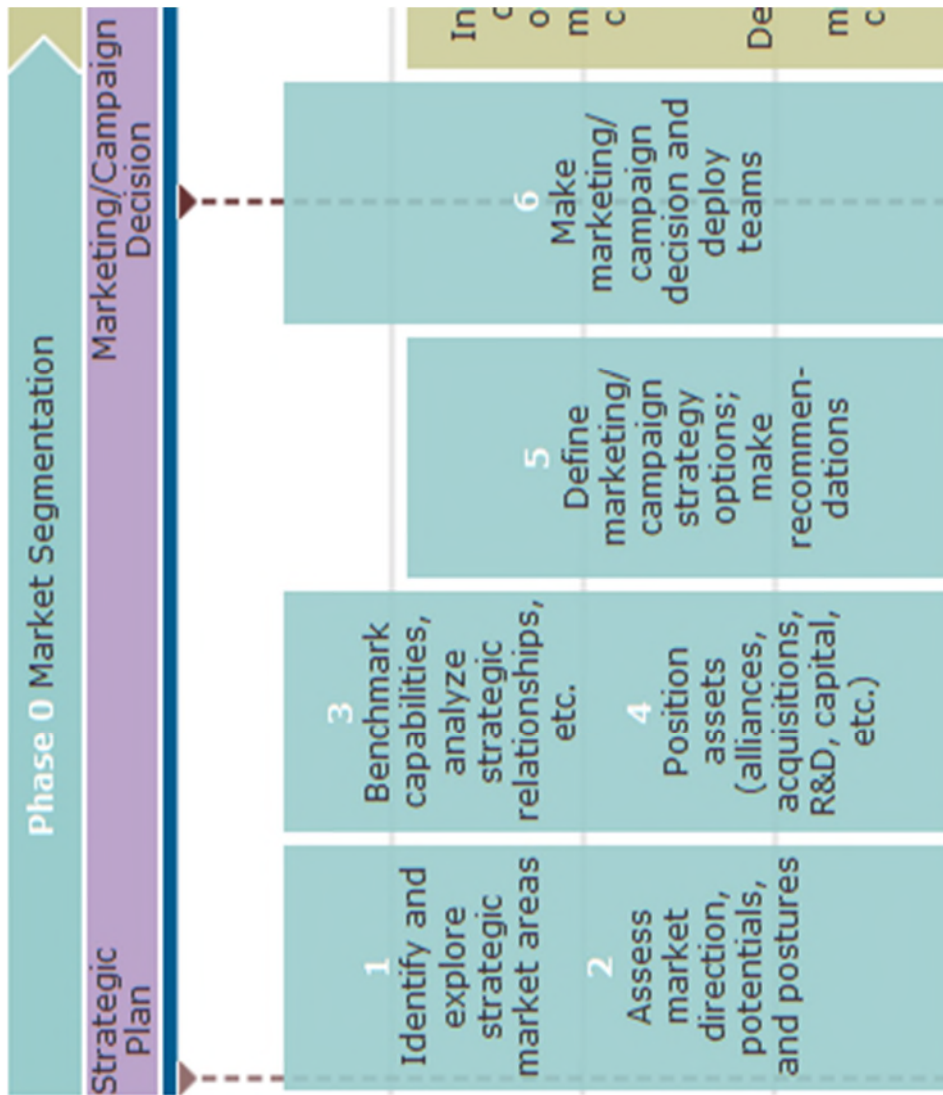 Phase 0 Market Segmentation
Strategic
Plan
Marketing/Campaign
Decision
1
Identify and
explore
strategic
market areas
2
Assess
market
direction,
potentials,
and postures
3
Benchmark
capabilities,
analyze
strategic
relationships,
etc.
4
Position
assets
(alliances,
acquisitions,
R&D, capital,
etc.)
5
Define
marketing/
campaign
strategy
options;
make
recommen-
dations
6
Make
marketing/
campaign
decision and
deploy
teams